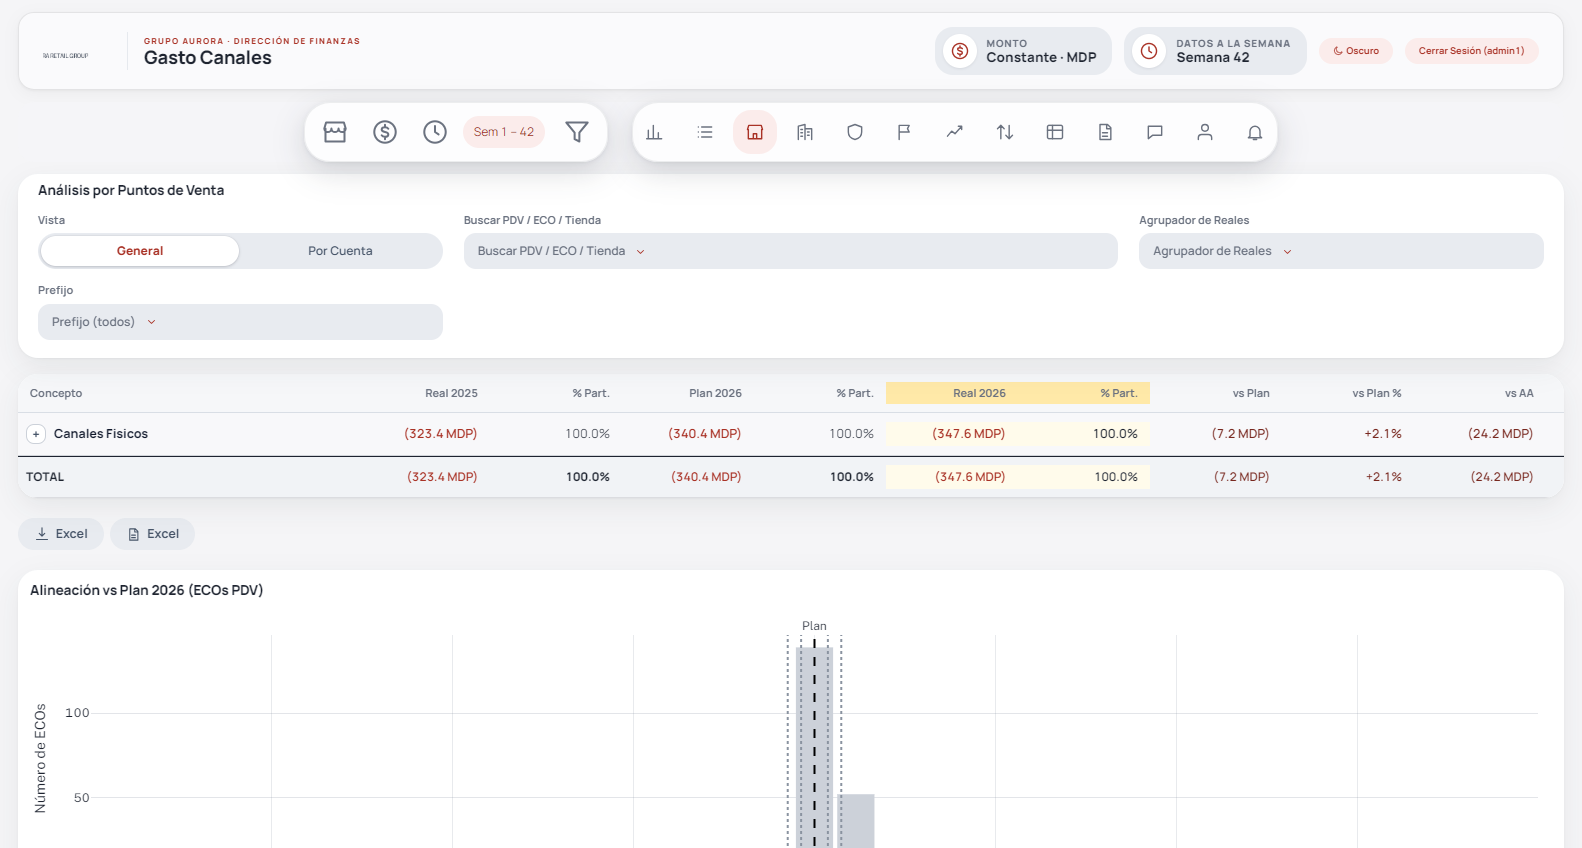 RETAIL GROUP
GRUPO AURORA · DIRECCIÓN DE FINANZAS
Gasto Canales
MONTO
Constante · MDP
DATOS A LA SEMANA
Semana 42
Oscuro
Cerrar Sesión (admin1)
Sem 1 – 42
Análisis por Puntos de Venta
Vista
Buscar PDV / ECO / Tienda
Agrupador de Reales
General
Por Cuenta
Buscar PDV / ECO / Tienda
Agrupador de Reales
Prefijo
Prefijo (todos)
Concepto Real 2025 % Part. Plan 2026 % Part. Real 2026 % Part. vs Plan vs Plan % vs AA
+ Canales Fisicos (323.4 MDP) 100.0% (340.4 MDP) 100.0% (347.6 MDP) 100.0% (7.2 MDP) +2.1% (24.2 MDP)
TOTAL (323.4 MDP) 100.0% (340.4 MDP) 100.0% (347.6 MDP) 100.0% (7.2 MDP) +2.1% (24.2 MDP)
Excel
Excel
Alineación vs Plan 2026 (ECOs PDV)
Plan
Número de ECOs
100
50